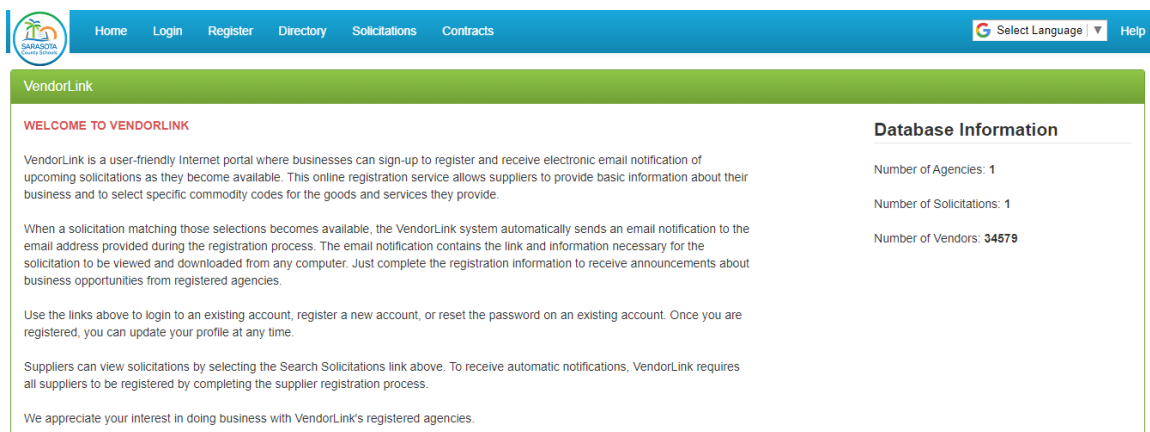 SARASOTA
County Schools
Home Login Register Directory Solicitations Contracts
Select Language ▼ Help
VendorLink
WELCOME TO VENDORLINK
VendorLink is a user-friendly Internet portal where businesses can sign-up to register and receive electronic email notification of
upcoming solicitations as they become available. This online registration service allows suppliers to provide basic information about their
business and to select specific commodity codes for the goods and services they provide.
When a solicitation matching those selections becomes available, the VendorLink system automatically sends an email notification to the
email address provided during the registration process. The email notification contains the link and information necessary for the
solicitation to be viewed and downloaded from any computer. Just complete the registration information to receive announcements about
business opportunities from registered agencies.
Use the links above to login to an existing account, register a new account, or reset the password on an existing account. Once you are
registered, you can update your profile at any time.
Suppliers can view solicitations by selecting the Search Solicitations link above. To receive automatic notifications, VendorLink requires
all suppliers to be registered by completing the supplier registration process.
We appreciate your interest in doing business with VendorLink's registered agencies.
Database Information
Number of Agencies: 1
Number of Solicitations: 1
Number of Vendors: 34579